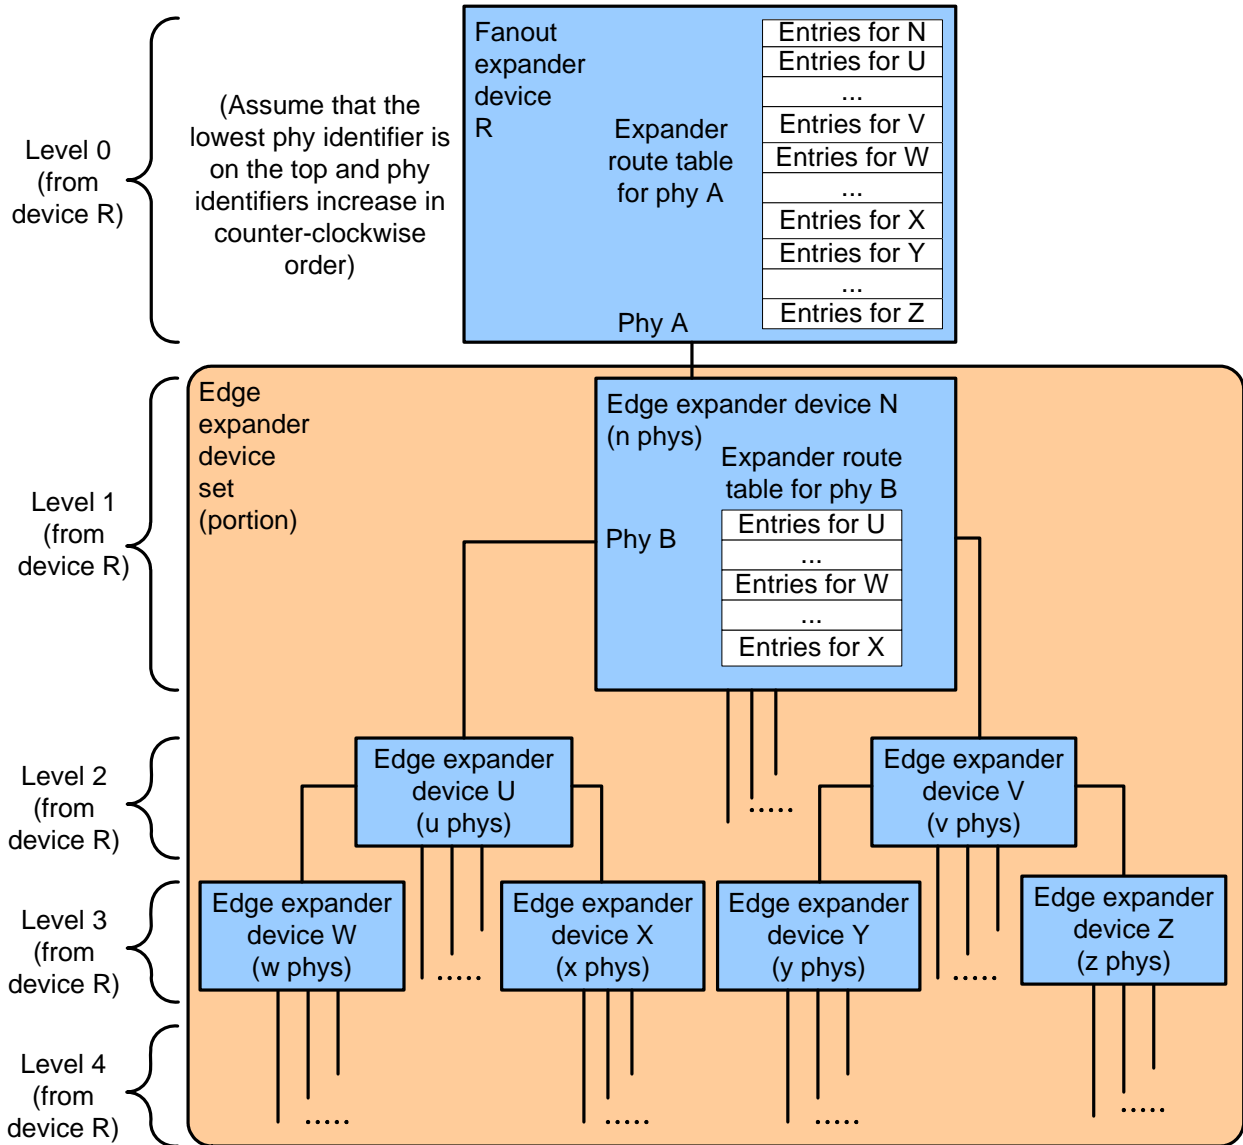 Fanout
expander
device
R
Expander
route table
for phy A
Entries for N
Entries for U
...
Entries for V
Entries for W
...
Entries for X
Entries for Y
...
Entries for Z
Phy A
Level 0
(from
device R)
(Assume that the
lowest phy identifier is
on the top and phy
identifiers increase in
counter-clockwise
order)
Level 1
(from
device R)
Edge
expander
device
set
(portion)
Edge expander device N
(n phys)
Expander route
table for phy B
Phy B
Entries for U
...
Entries for W
...
Entries for X
Level 2
(from
device R)
Edge expander
device U
(u phys)
.....
Edge expander
device V
(v phys)
Level 3
(from
device R)
Edge expander
device W
(w phys)
.....
Edge expander
device X
(x phys)
Edge expander
device Y
(y phys)
.....
Edge expander
device Z
(z phys)
Level 4
(from
device R)
.....
.....
.....
.....